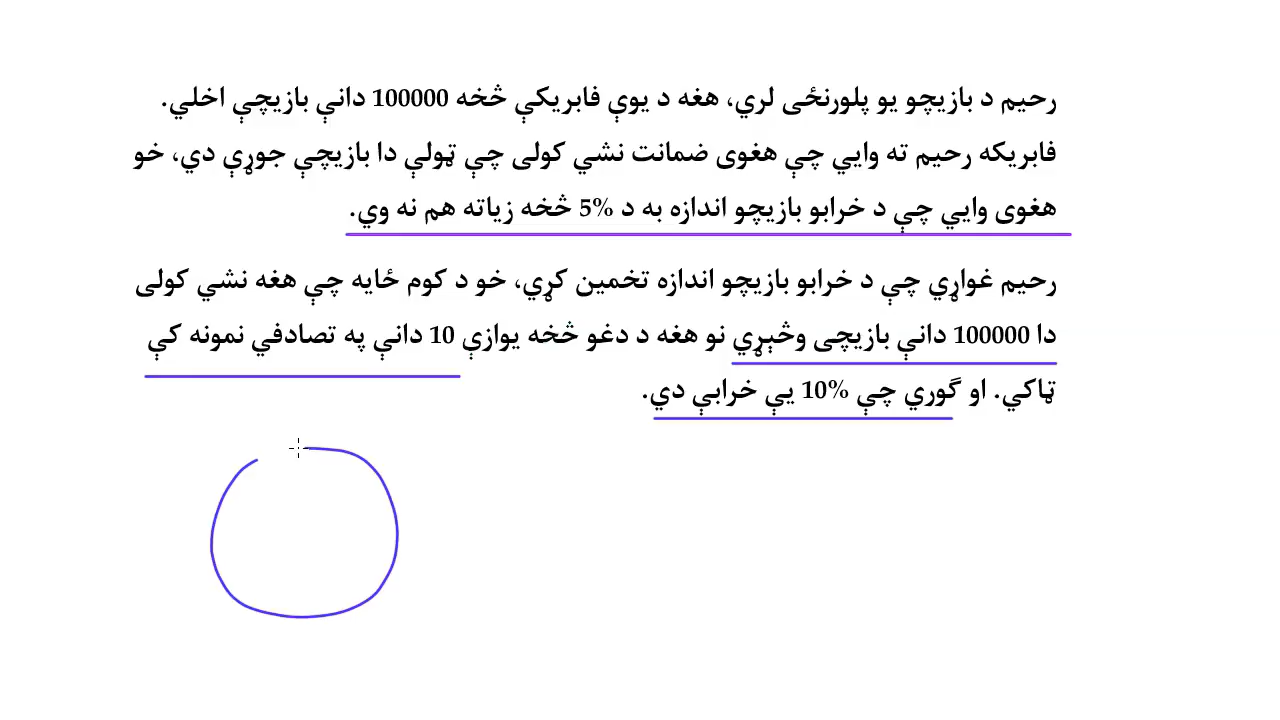 رحیم د بازیچو یو پلورنځی لري، هغه د یوې فابریکې څخه 100000 دانې بازیچې اخلي.
فابریکه رحیم ته وایي چې هغوی ضمانت نشي کولی چې ټولې دا بازیچې جوړې دي، خو
هغوی وایي چې د خرابو بازیچو اندازه به د 5% څخه زیاته هم نه وي.
رحیم غواړي چې د خرابو بازیچو اندازه تخمین کړي، خو د کوم ځایه چې هغه نشي کولی
دا 100000 دانې بازیچی وڅېړي نو هغه د دغو څخه یوازې 10 دانې په تصادفي نمونه کې
ټاکي. او ګوري چې 10% یې خرابې دي.